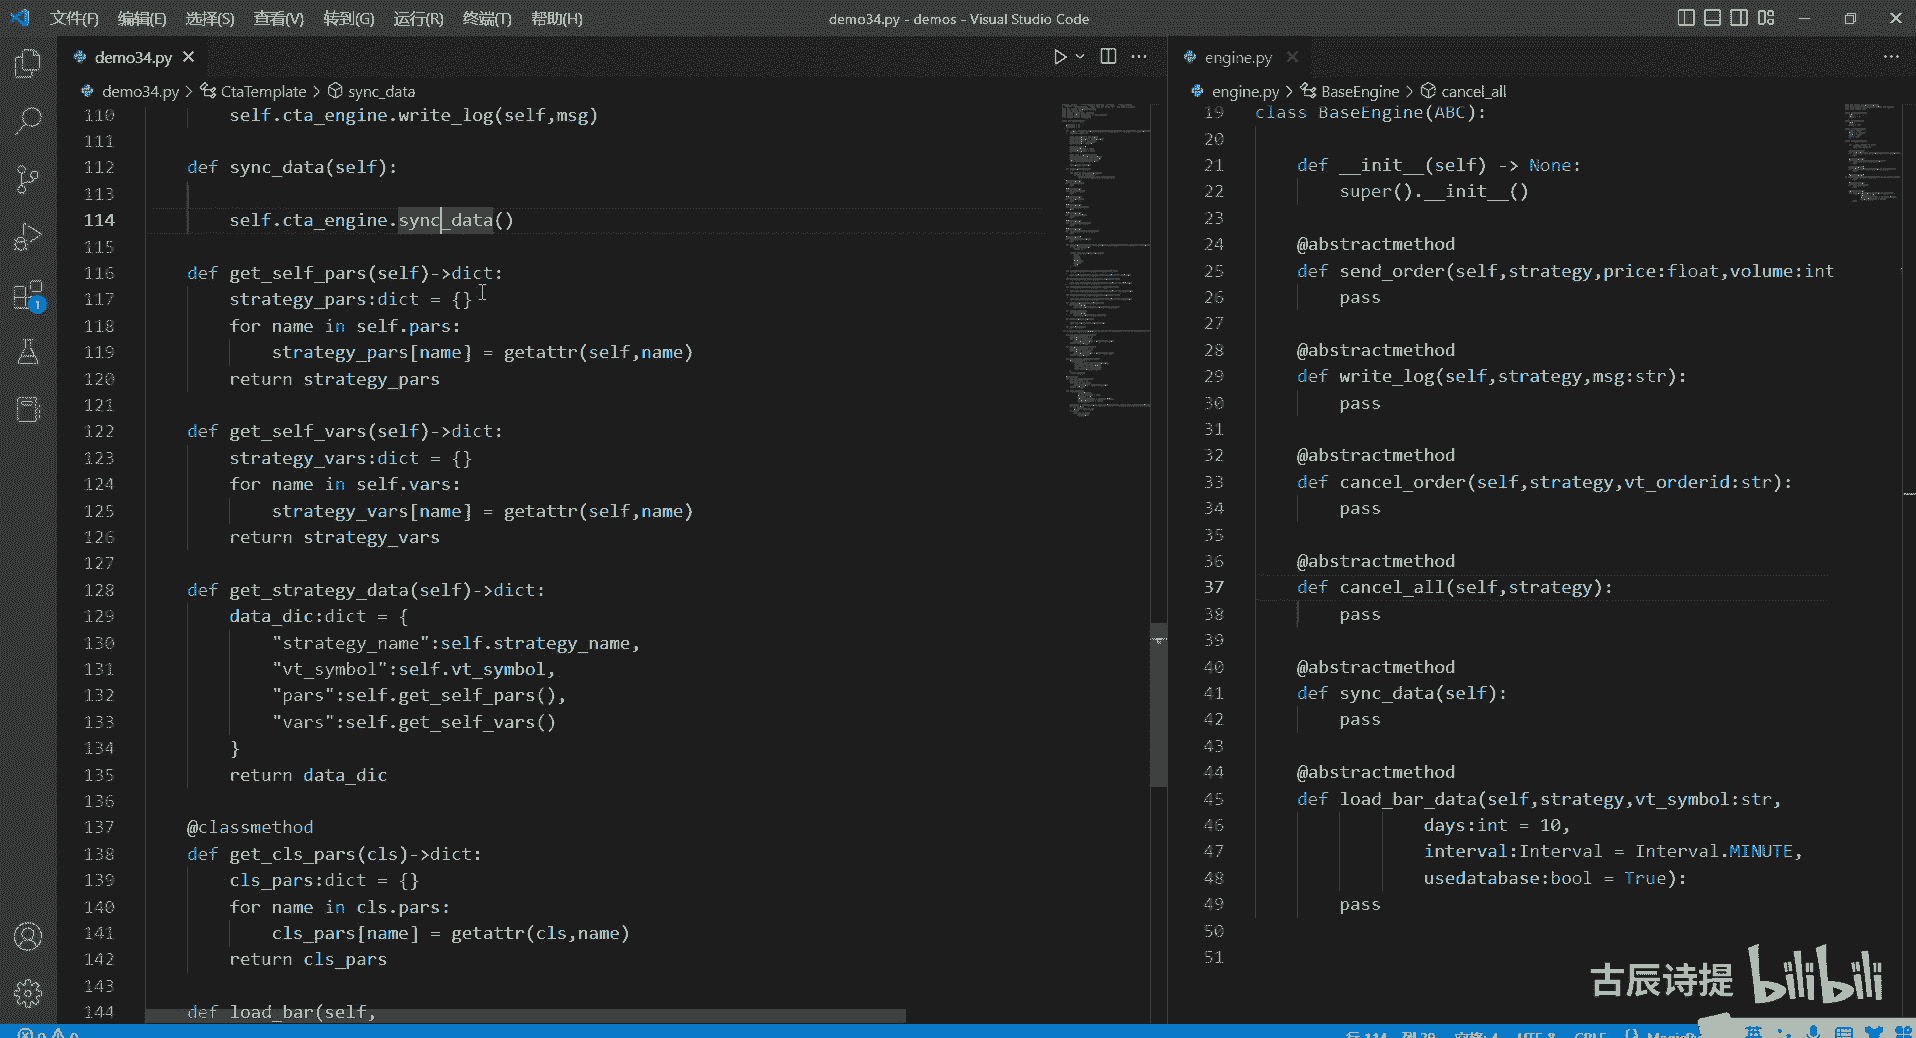 文件(F) 编辑(E) 选择(S) 查看(V) 转到(G) 运行(R) 终端(T) 帮助(H)
demo34.py - demos - Visual Studio Code
demo34.py
demo34.py > CtaTemplate > sync_data
110 self.cta_engine.write_log(self,msg)
111
112 def sync_data(self):
113
114 self.cta_engine.sync_data()
115
116 def get_self_pars(self)->dict:
117 strategy_pars:dict = {}
118 for name in self.pars:
119 strategy_pars[name] = getattr(self,name)
120 return strategy_pars
121
122 def get_self_vars(self)->dict:
123 strategy_vars:dict = {}
124 for name in self.vars:
125 strategy_vars[name] = getattr(self,name)
126 return strategy_vars
127
128 def get_strategy_data(self)->dict:
129 data_dic:dict = {
130 "strategy_name":self.strategy_name,
131 "vt_symbol":self.vt_symbol,
132 "pars":self.get_self_pars(),
133 "vars":self.get_self_vars()
134 }
135 return data_dic
136
137 @classmethod
138 def get_cls_pars(cls)->dict:
139 cls_pars:dict = {}
140 for name in cls.pars:
141 cls_pars[name] = getattr(cls,name)
142 return cls_pars
143
144 def load_bar(self,
engine.py
engine.py > BaseEngine > cancel_all
19 class BaseEngine(ABC):
20
21 def __init__(self) -> None:
22 super().__init__()
23
24 @abstractmethod
25 def send_order(self,strategy,price:float,volume:int
26 pass
27
28 @abstractmethod
29 def write_log(self,strategy,msg:str):
30 pass
31
32 @abstractmethod
33 def cancel_order(self,strategy,vt_orderid:str):
34 pass
35
36 @abstractmethod
37 def cancel_all(self,strategy):
38 pass
39
40 @abstractmethod
41 def sync_data(self):
42 pass
43
44 @abstractmethod
45 def load_bar_data(self,strategy,vt_symbol:str,
46 days:int = 10,
47 interval:Interval = Interval.MINUTE,
48 usedatabase:bool = True):
49 pass
50
51
1
古辰诗提 bilibili